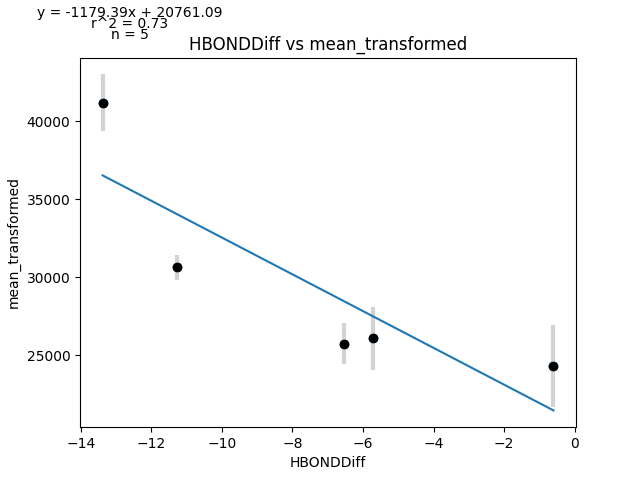 y = -1179.39x + 20761.09
r^2 = 0.73
n = 5
HBONDDiff vs mean_transformed
mean_transformed
40000
35000
30000
25000
−14 −12 −10 −8 −6 −4 −2 0
HBONDDiff